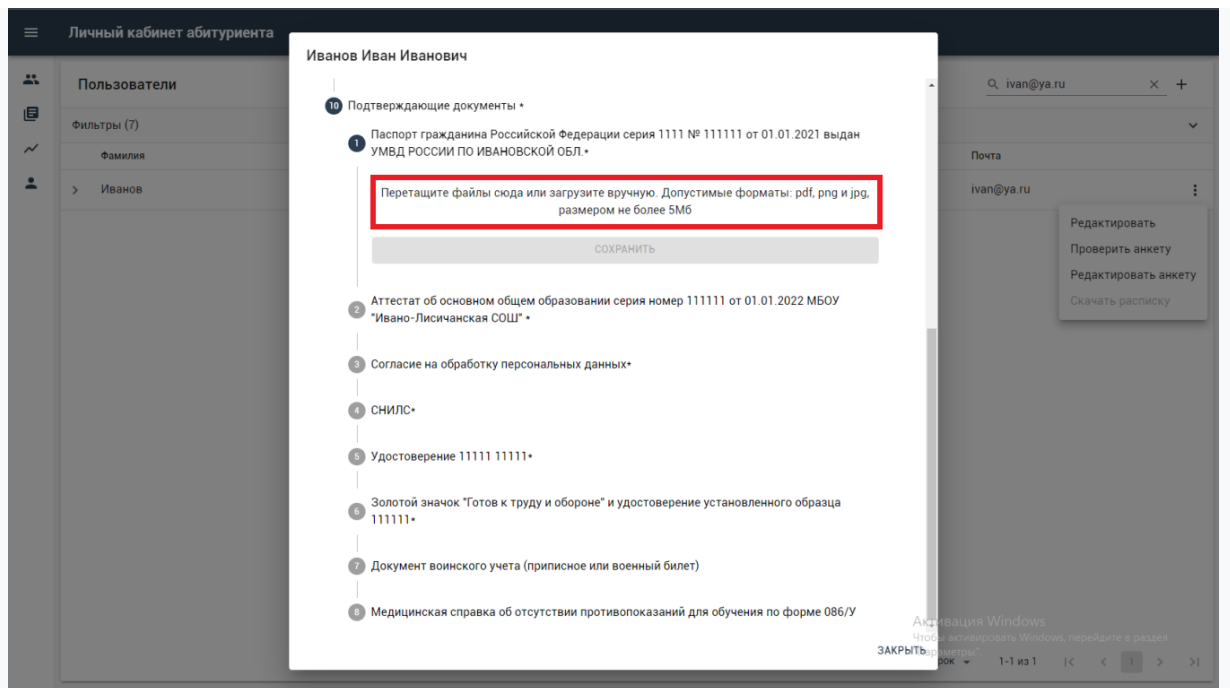 Личный кабинет абитуриента
Иванов Иван Иванович
Пользователи
ivan@ya.ru
Фильтры (7)
Фамилия
Почта
Иванов
ivan@ya.ru
10 Подтверждающие документы *
1 Паспорт гражданина Российской Федерации серия 1111 № 111111 от 01.01.2021 выдан
УМВД РОССИИ ПО ИВАНОВСКОЙ ОБЛ.*
Перетащите файлы сюда или загрузите вручную. Допустимые форматы: pdf, png и jpg,
размером не более 5Мб
СОХРАНИТЬ
Редактировать
Проверить анкету
Редактировать анкету
Скачать расписку
2 Аттестат об основном общем образовании серия номер 111111 от 01.01.2022 МБОУ
"Ивано-Лисичанская СОШ" *
3 Согласие на обработку персональных данных*
4 СНИЛС*
5 Удостоверение 11111 11111*
6 Золотой значок "Готов к труду и обороне" и удостоверение установленного образца
111111*
7 Документ воинского учета (приписное или военный билет)
8 Медицинская справка об отсутствии противопоказаний для обучения по форме 086/У
Активация Windows
Чтобы активировать Windows, перейдите в раздел
"Параметры".
ЗАКРЫТЬ
1-1 из 1
1